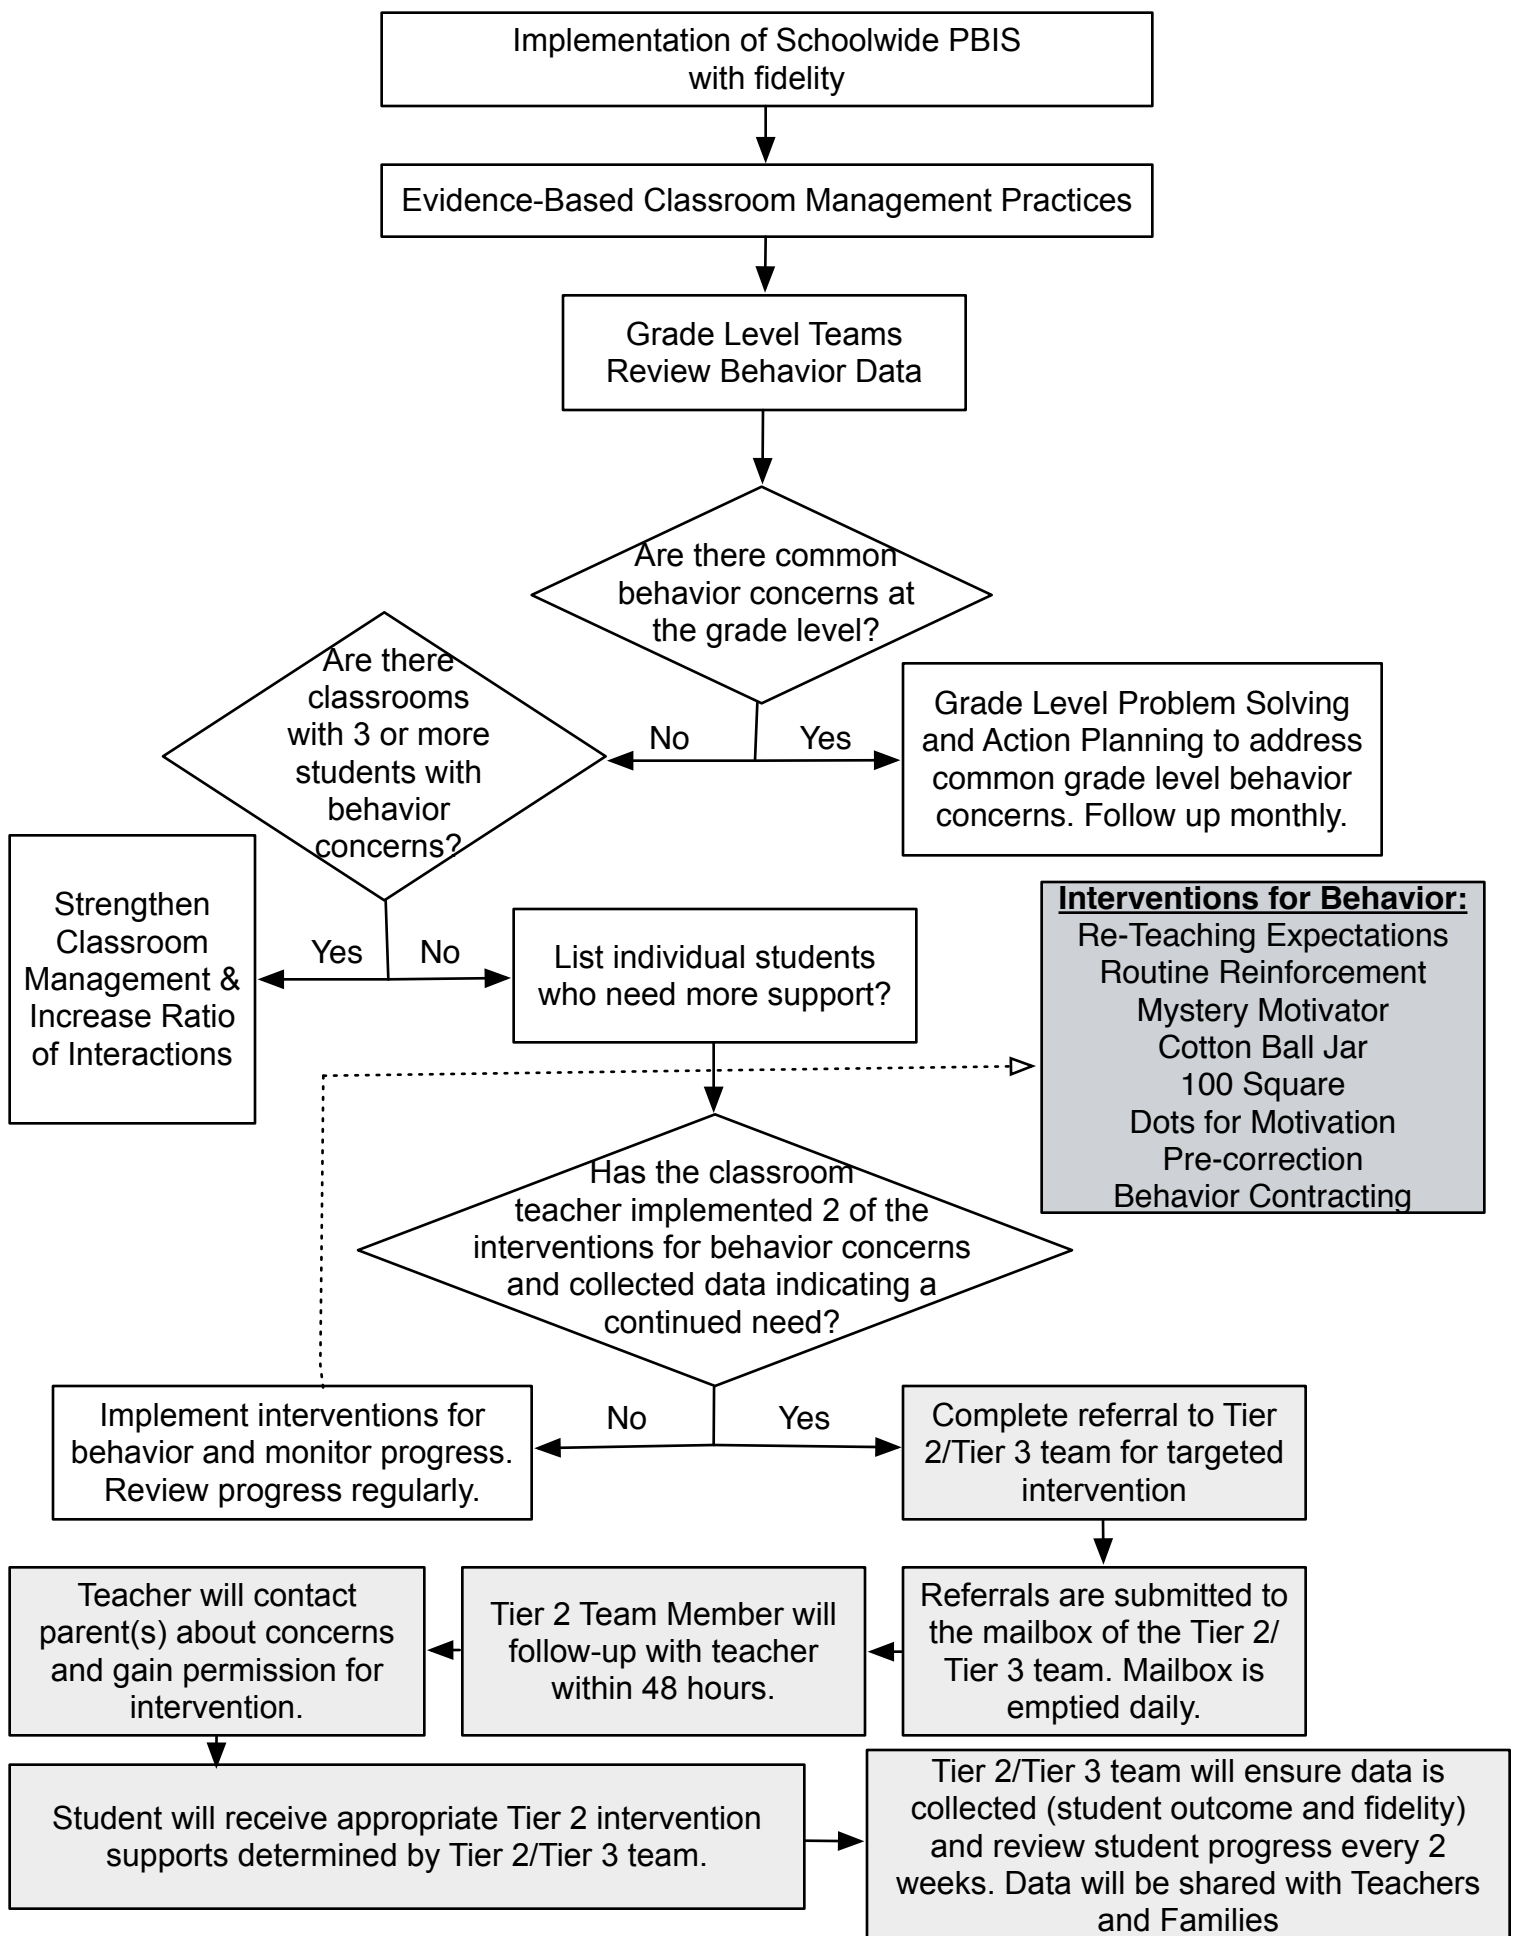 Implementation of Schoolwide PBIS
with fidelity
Evidence-Based Classroom Management Practices
Grade Level Teams
Review Behavior Data
Are there common
behavior concerns at
the grade level?
No
Yes
Are there
classrooms
with 3 or more
students with
behavior
concerns?
Grade Level Problem Solving
and Action Planning to address
common grade level behavior
concerns. Follow up monthly.
Yes
No
Strengthen
Classroom
Management &
Increase Ratio
of Interactions
List individual students
who need more support?
Interventions for Behavior:
Re-Teaching Expectations
Routine Reinforcement
Mystery Motivator
Cotton Ball Jar
100 Square
Dots for Motivation
Pre-correction
Behavior Contracting
Has the classroom
teacher implemented 2 of the
interventions for behavior concerns
and collected data indicating a
continued need?
No
Yes
Implement interventions for
behavior and monitor progress.
Review progress regularly.
Complete referral to Tier
2/Tier 3 team for targeted
intervention
Referrals are submitted to
the mailbox of the Tier 2/
Tier 3 team. Mailbox is
emptied daily.
Tier 2 Team Member will
follow-up with teacher
within 48 hours.
Teacher will contact
parent(s) about concerns
and gain permission for
intervention.
Student will receive appropriate Tier 2 intervention
supports determined by Tier 2/Tier 3 team.
Tier 2/Tier 3 team will ensure data is
collected (student outcome and fidelity)
and review student progress every 2
weeks. Data will be shared with Teachers
and Families